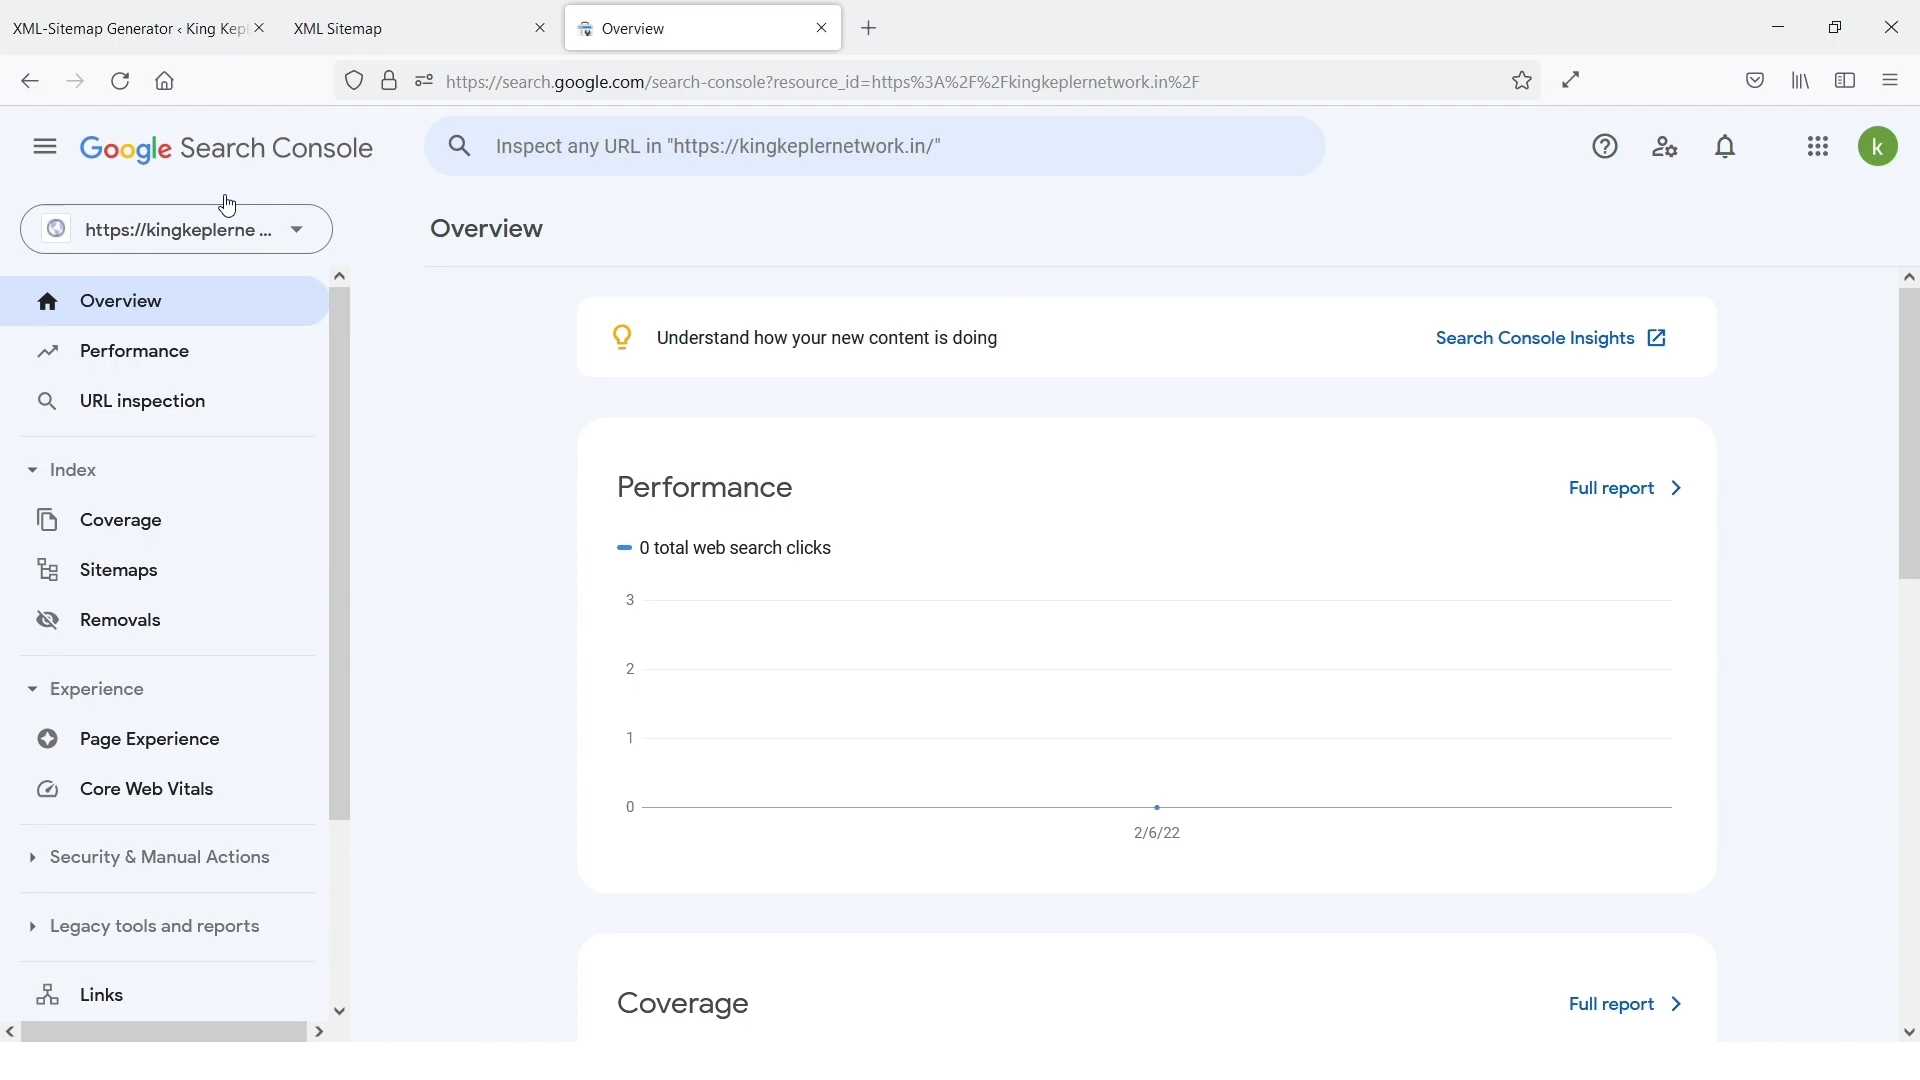 XML-Sitemap Generator ‹ King Kepl
XML Sitemap
Overview
https://search.google.com/search-console?resource_id=https%3A%2F%2Fkingkeplernetwork.in%2F
Google Search Console
Inspect any URL in "https://kingkeplernetwork.in/"
k
https://kingkeplerne ...
Overview
Overview
Performance
URL inspection
Index
Coverage
Sitemaps
Removals
Experience
Page Experience
Core Web Vitals
Security & Manual Actions
Legacy tools and reports
Links
Understand how your new content is doing
Search Console Insights
Performance
Full report
0 total web search clicks
3
2
1
0
2/6/22
Coverage
Full report